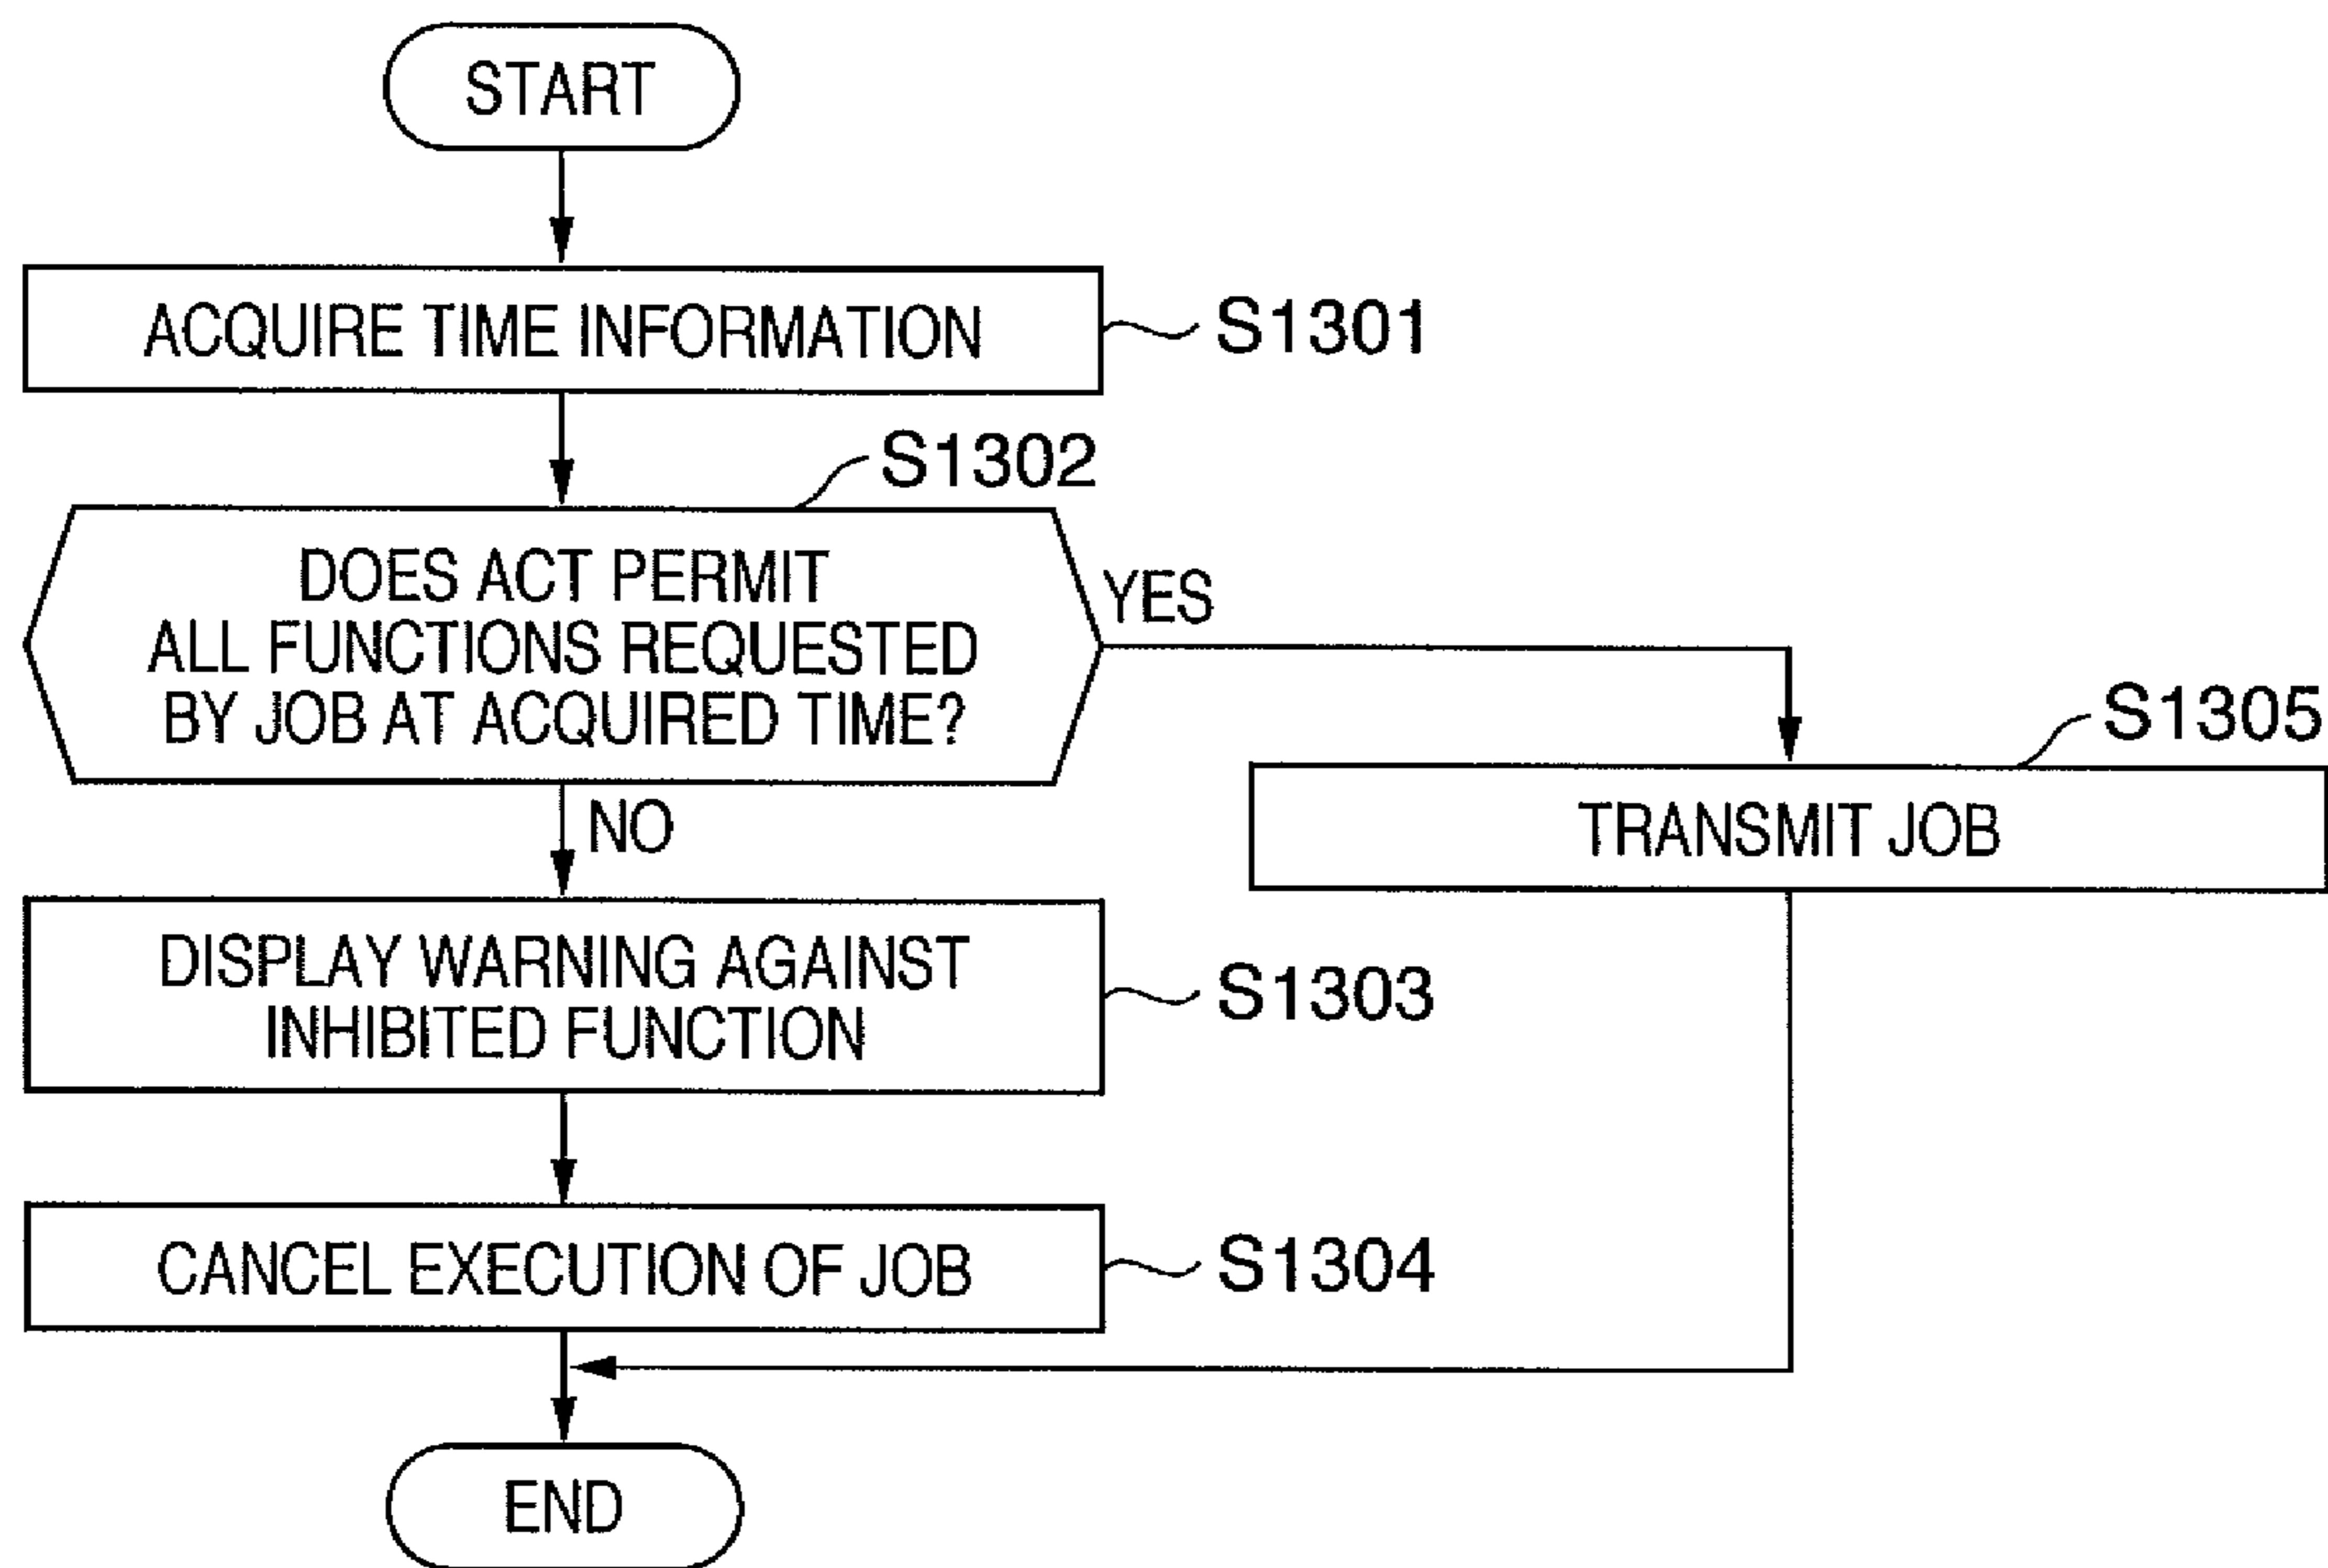 START
ACQUIRE TIME INFORMATION
S1301
S1302
DOES ACT PERMIT
ALL FUNCTIONS REQUESTED
BY JOB AT ACQUIRED TIME?
YES
S1305
TRANSMIT JOB
NO
DISPLAY WARNING AGAINST
INHIBITED FUNCTION
S1303
CANCEL EXECUTION OF JOB
S1304
END